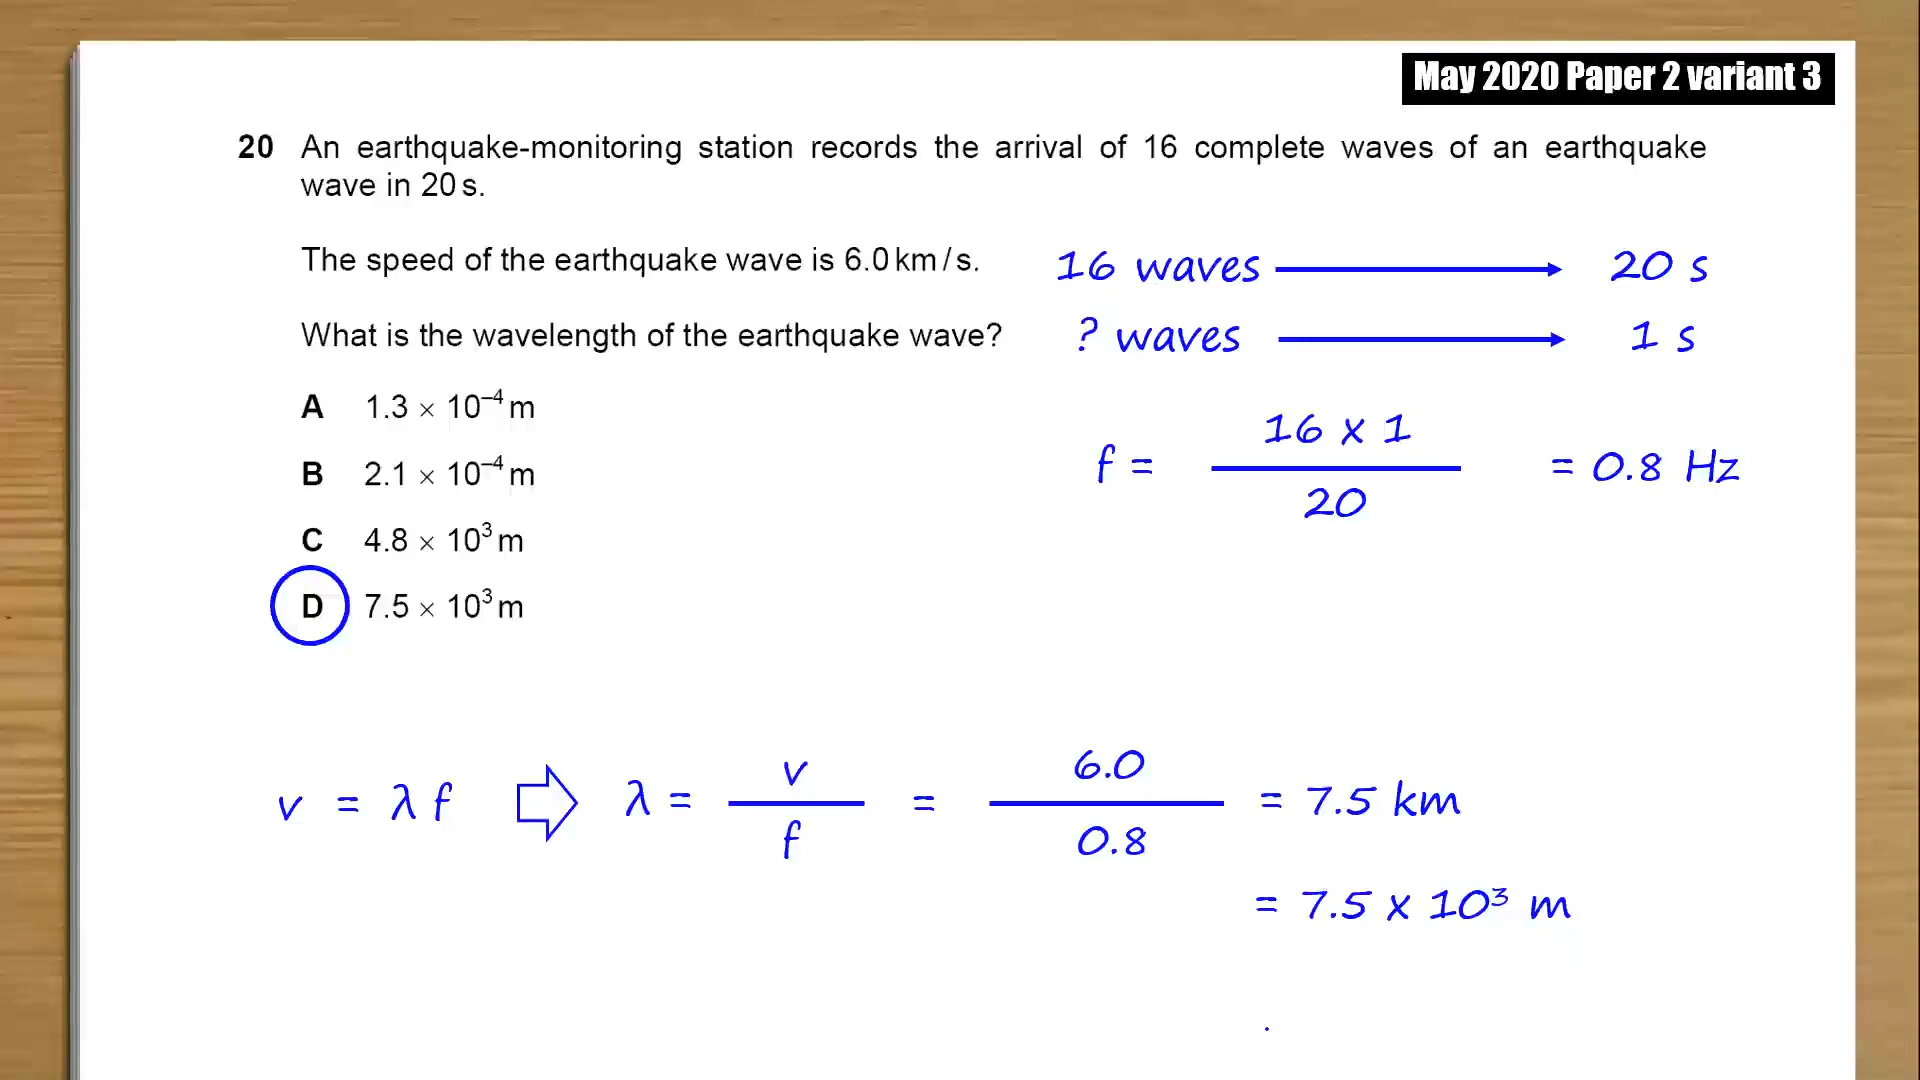 May 2020 Paper 2 variant 3
20 An earthquake-monitoring station records the arrival of 16 complete waves of an earthquake
wave in 20 s.
The speed of the earthquake wave is 6.0 km / s.
16 waves → 20 s
What is the wavelength of the earthquake wave?
? waves → 1 s
A 1.3 × 10⁻⁴ m
B 2.1 × 10⁻⁴ m
C 4.8 × 10³ m
D 7.5 × 10³ m
f = 16 x 1 / 20 = 0.8 Hz
v = λ f ⇨ λ = v / f = 6.0 / 0.8 = 7.5 km
= 7.5 x 10³ m